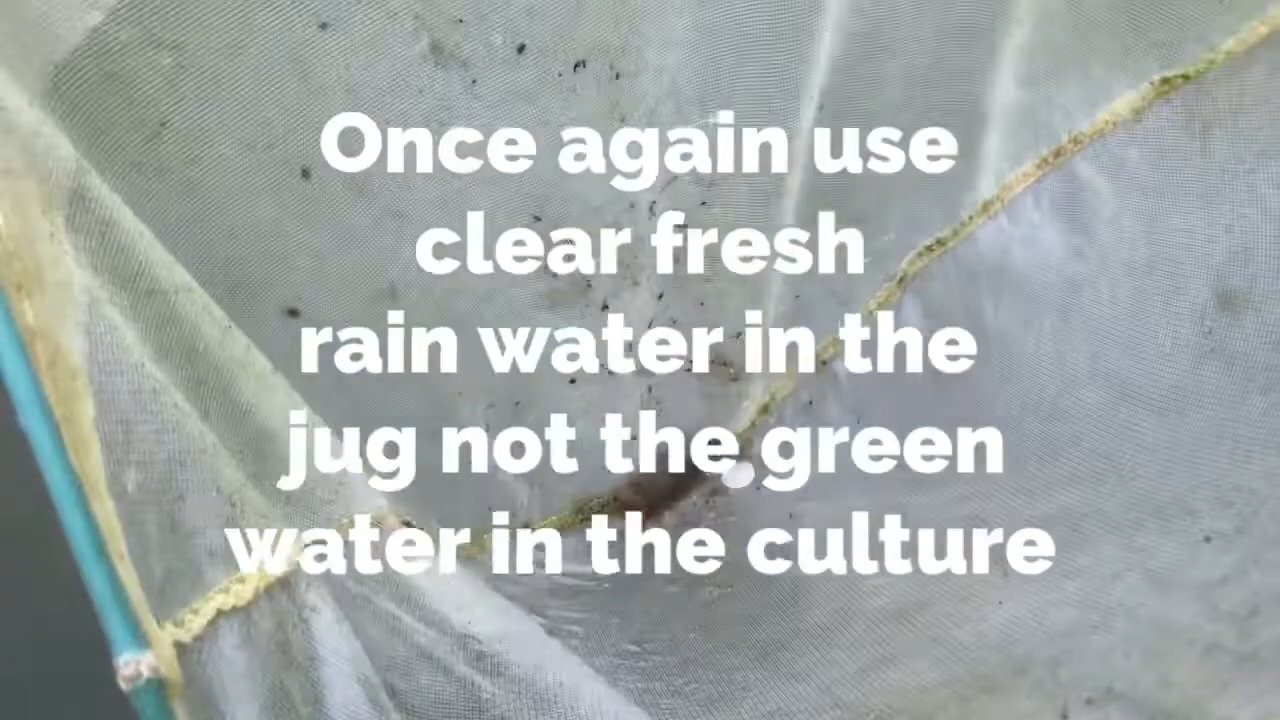 Once again use
clear fresh
rain water in the
jug not the green
water in the culture